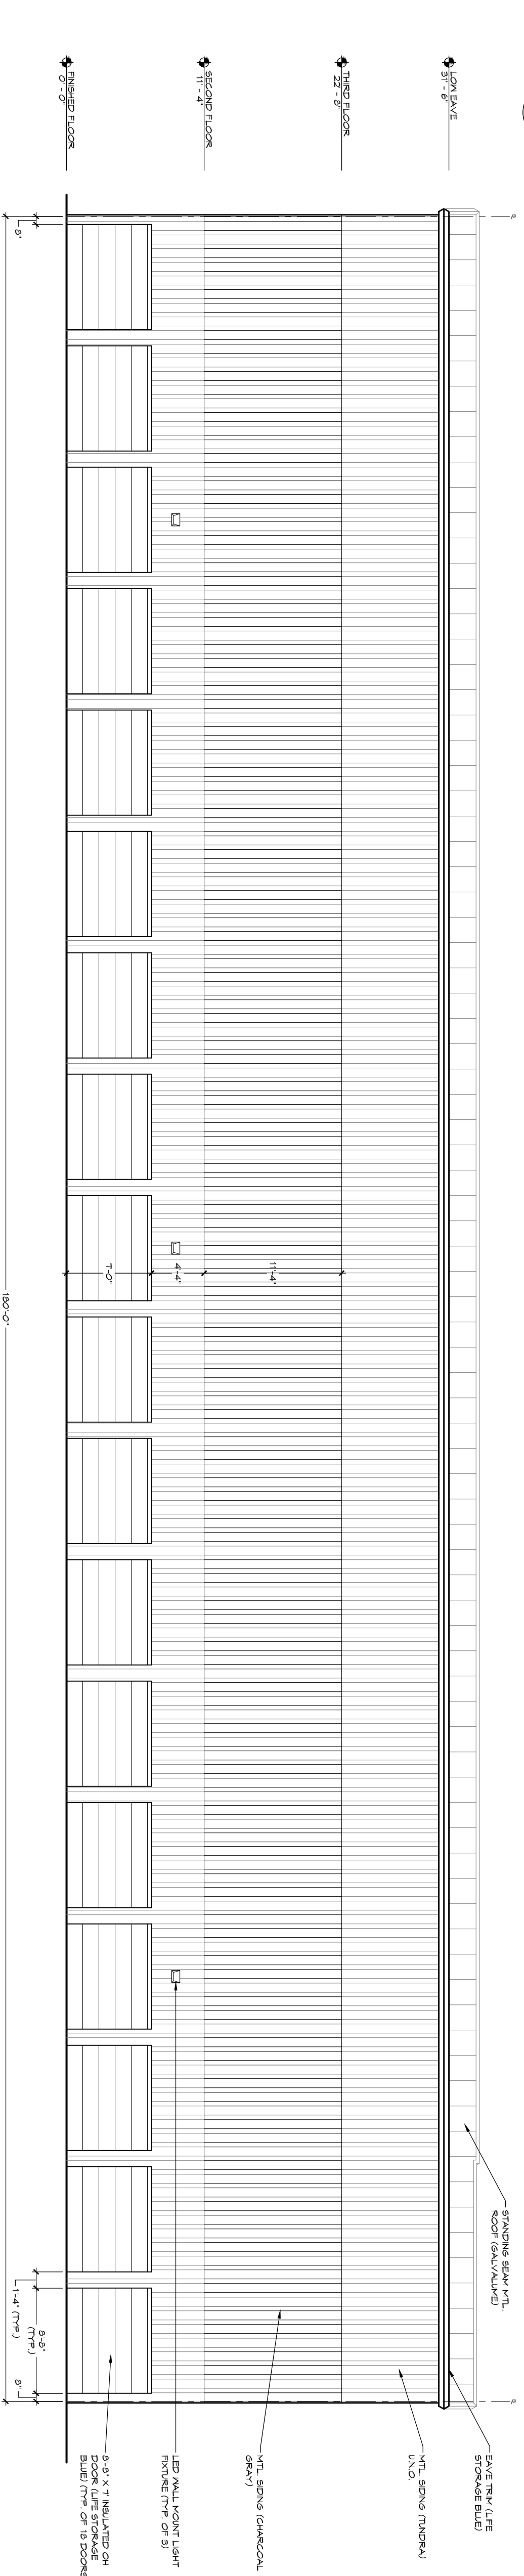 LOW EAVE
31' - 6"
THIRD FLOOR
22' - 8"
SECOND FLOOR
11' - 4"
FINISHED FLOOR
0' - 0"
8"
180'-0"
7'-0"
4'-4"
11'-4"
STANDING SEAM MTL.
ROOF (GALVALUME)
EAVE TRIM (LIFE
STORAGE BLUE)
MTL. SIDING (TUNDRA)
U.N.O.
MTL. SIDING (CHARCOAL
GRAY)
LED WALL MOUNT LIGHT
FIXTURE (TYP. OF 3)
8'-8" X 7' INSULATED OH
DOOR (LIFE STORAGE
BLUE) (TYP. OF 18 DOORS
8'-8"
(TYP.)
1'-4" (TYP.)
8"